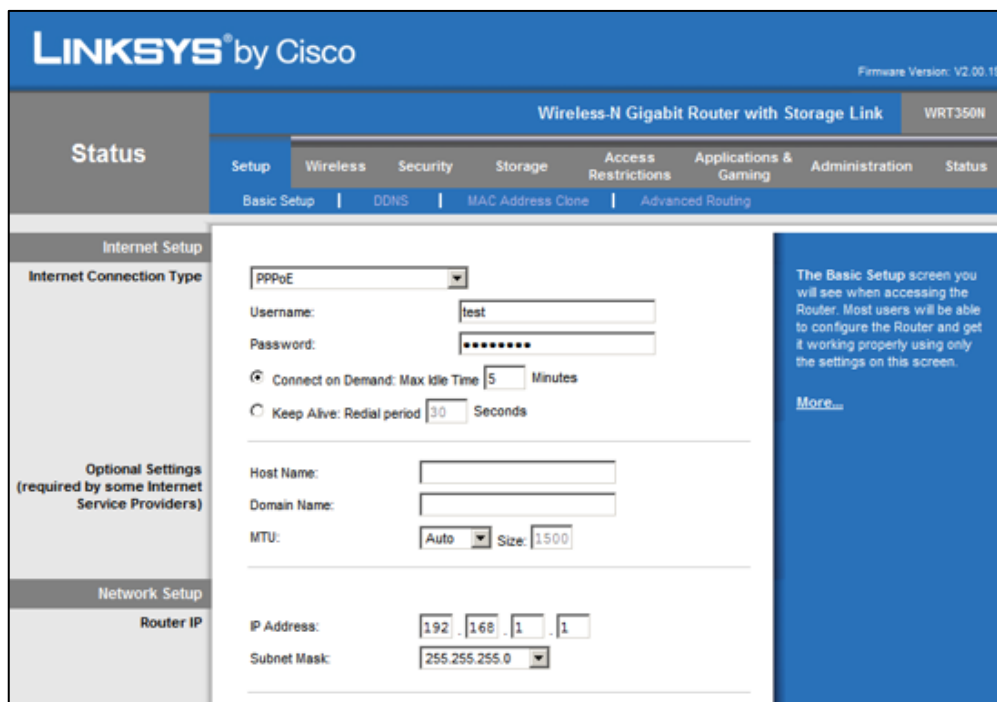 LINKSYS® by Cisco
Firmware Version: V2.00.19
Wireless-N Gigabit Router with Storage Link WRT350N
Status
Setup Wireless Security Storage Access Restrictions Applications & Gaming Administration Status
Basic Setup | DDNS | MAC Address Clone | Advanced Routing
Internet Setup
Internet Connection Type
PPPoE
Username: test
Password: ••••••••
Connect on Demand: Max Idle Time 5 Minutes
Keep Alive: Redial period 30 Seconds
Optional Settings
(required by some Internet
Service Providers)
Host Name:
Domain Name:
MTU: Auto Size: 1500
Network Setup
Router IP
IP Address: 192 . 168 . 1 . 1
Subnet Mask: 255.255.255.0
The Basic Setup screen you
will see when accessing the
Router. Most users will be able
to configure the Router and get
it working properly using only
the settings on this screen.
More...